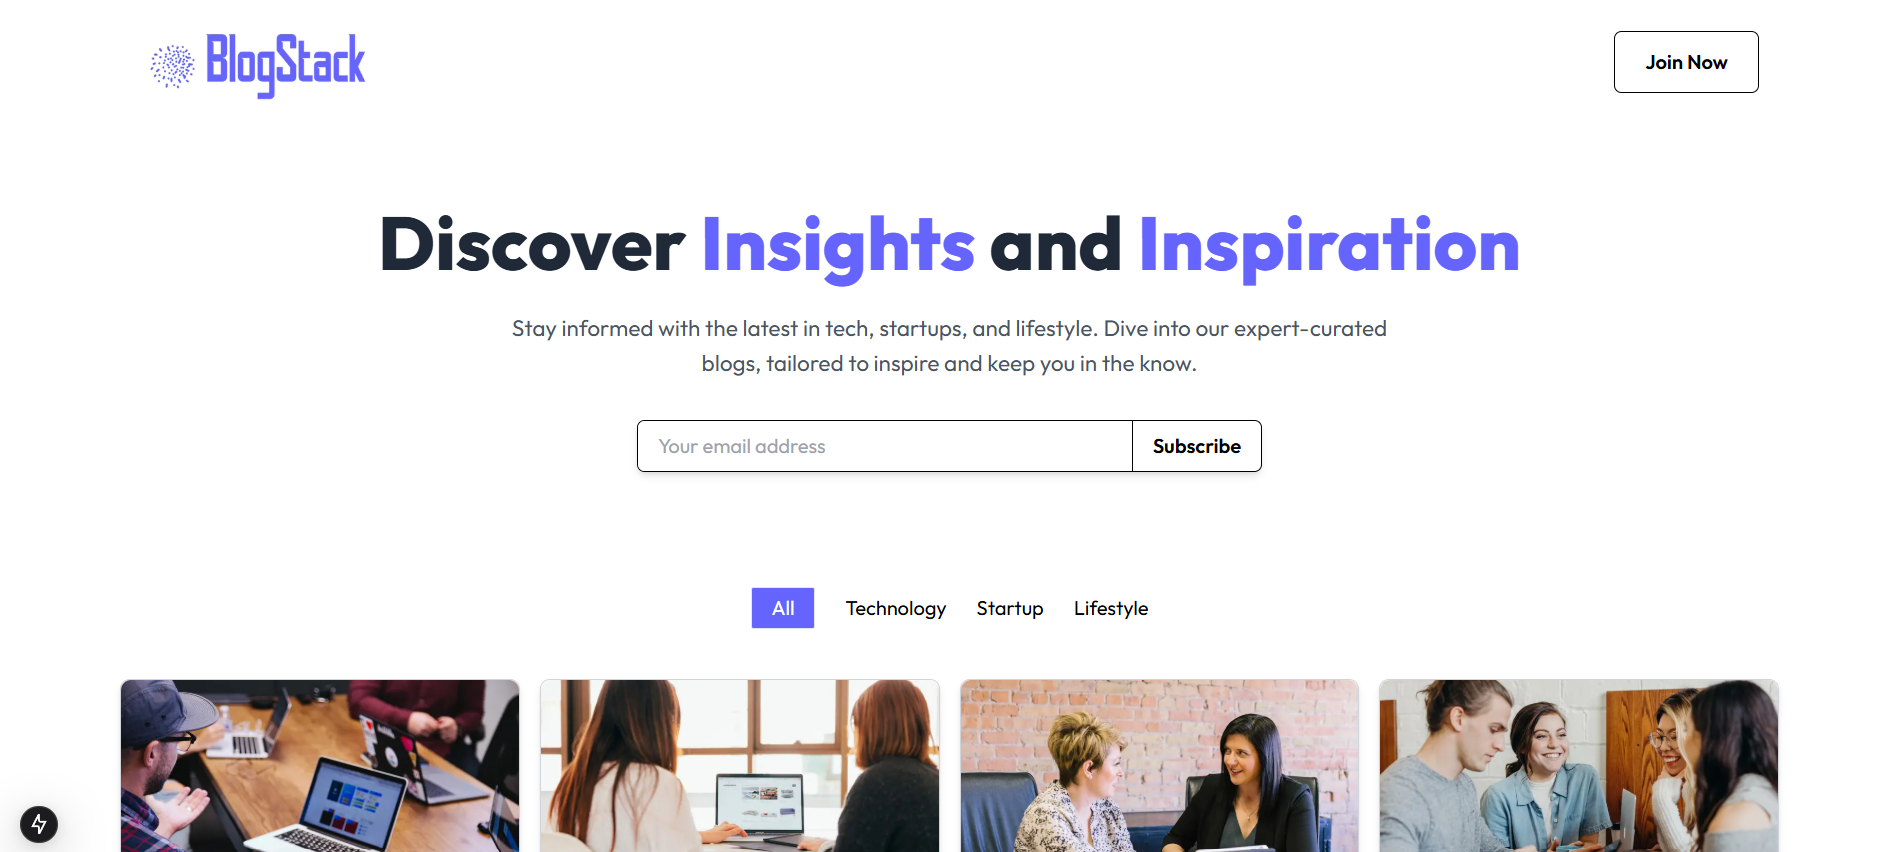 BlogStack
Join Now
Discover Insights and Inspiration
Stay informed with the latest in tech, startups, and lifestyle. Dive into our expert-curated
blogs, tailored to inspire and keep you in the know.
Your email address
Subscribe
All
Technology
Startup
Lifestyle